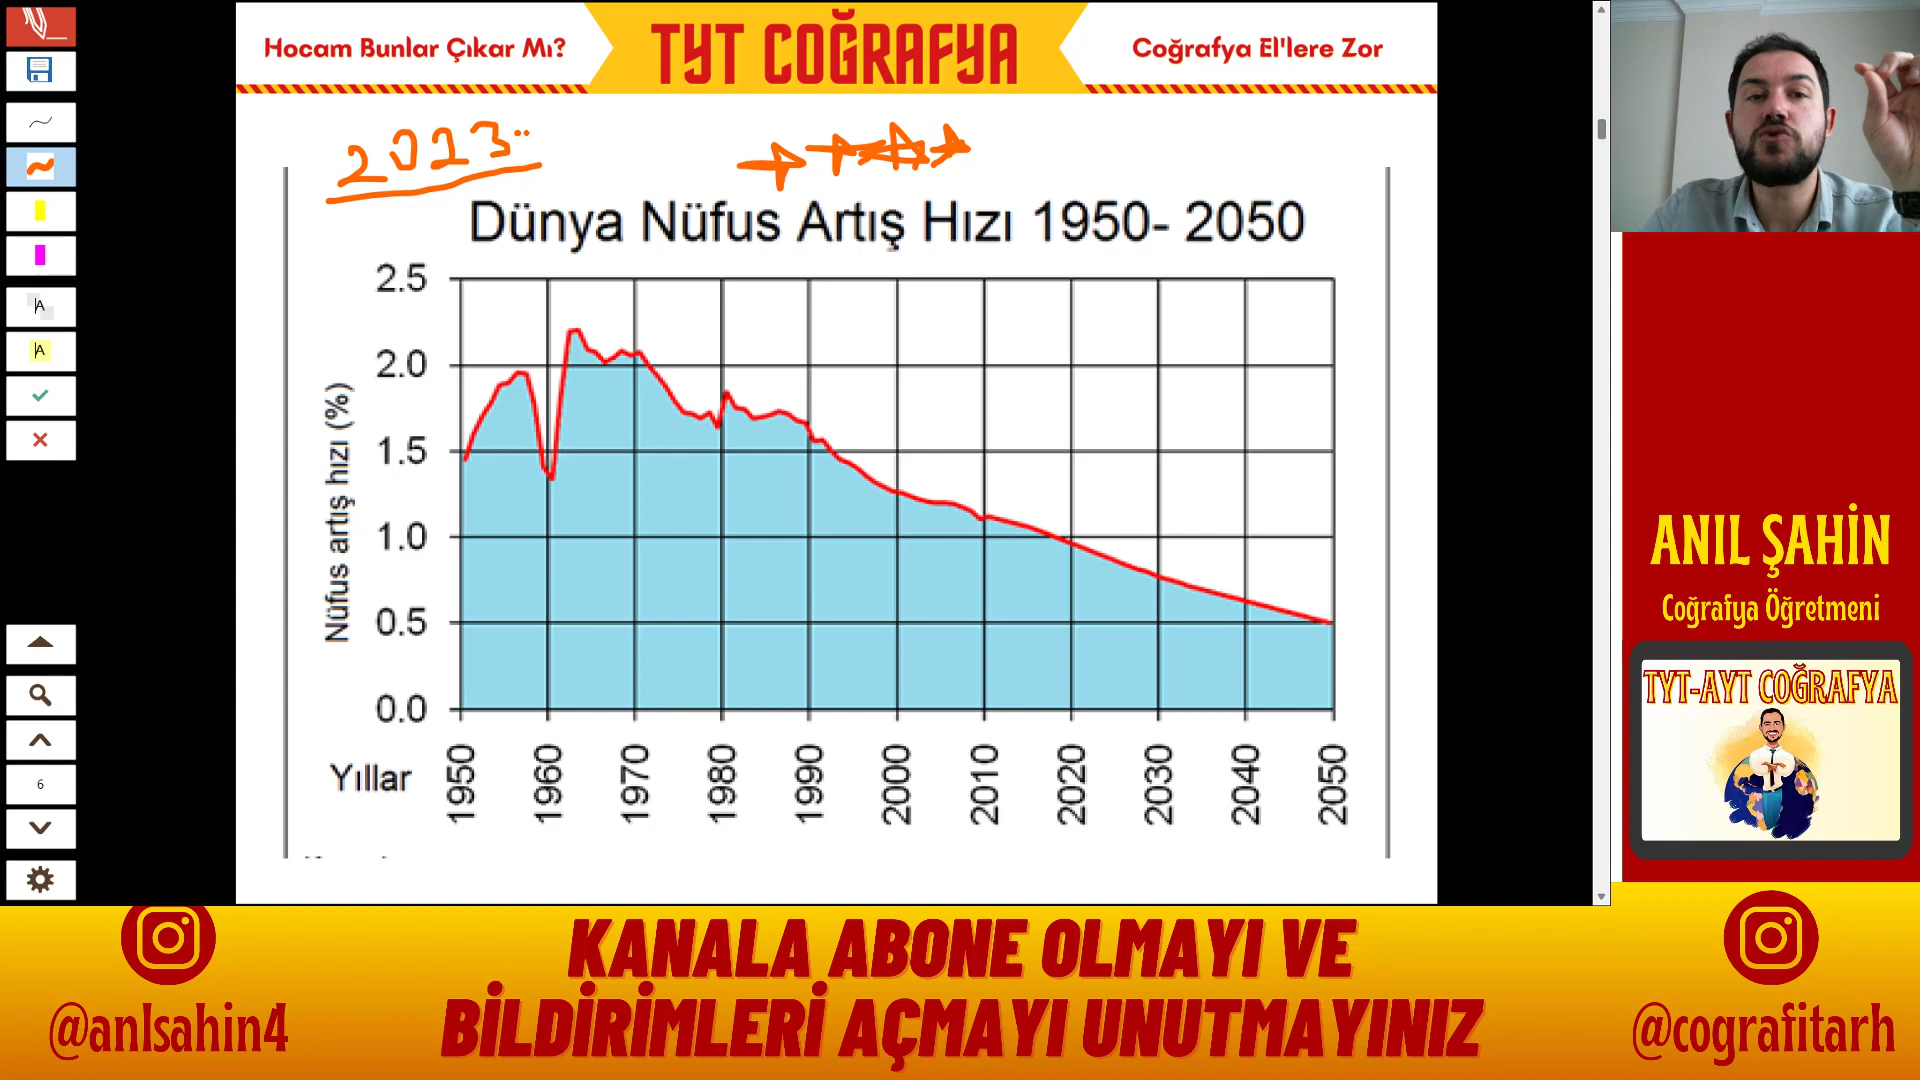 Hocam Bunlar Çıkar Mı?
TYT COĞRAFYA
Coğrafya El'lere Zor
2023..
Dünya Nüfus Artış Hızı 1950- 2050
Nüfus artış hızı (%)
2.5
2.0
1.5
1.0
0.5
0.0
Yıllar
1950
1960
1970
1980
1990
2000
2010
2020
2030
2040
2050
A
A
6
ANIL ŞAHİN
Coğrafya Öğretmeni
TYT-AYT COĞRAFYA
KANALA ABONE OLMAYI VE
BİLDİRİMLERİ AÇMAYI UNUTMAYINIZ
@anlsahin4
@cografitarh